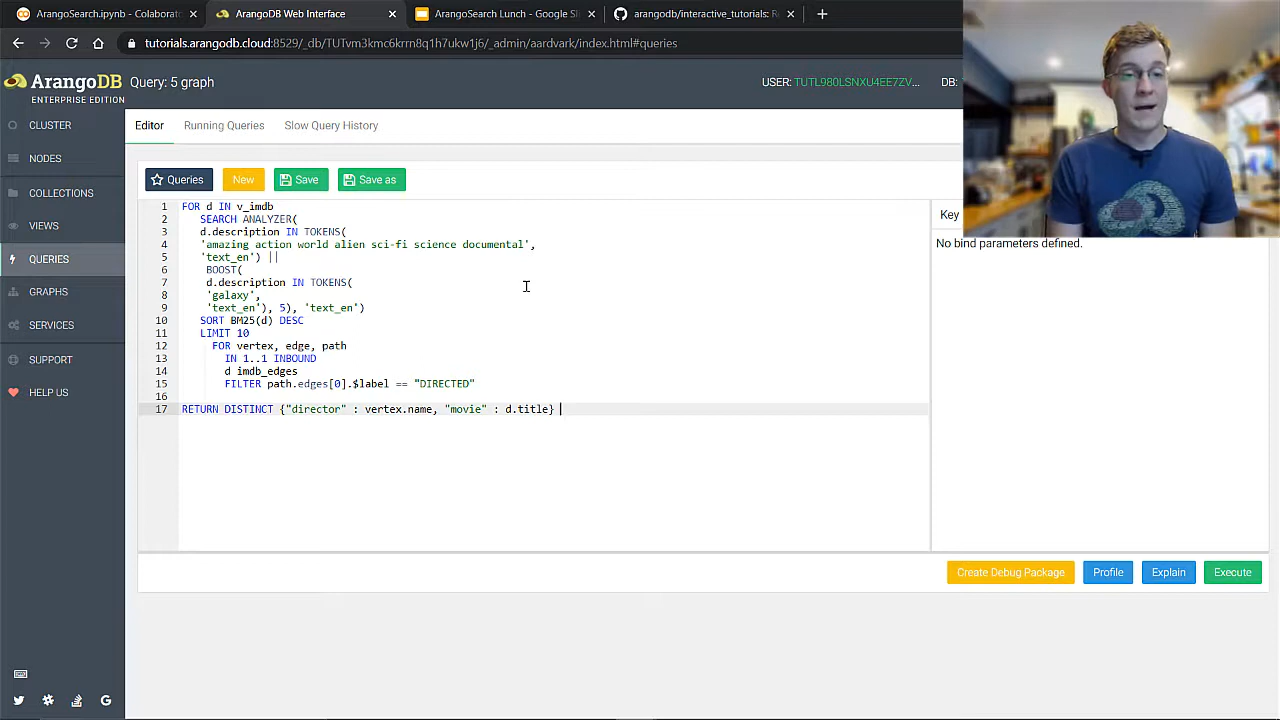 ArangoSearch.ipynb - Colaborat
ArangoDB Web Interface
ArangoSearch Lunch - Google Sl
arangodb/interactive_tutorials: R
tutorials.arangodb.cloud:8529/_db/TUTvm3kmc6krrn8q1h7ukw1j6/_admin/aardvark/index.html#queries
ArangoDB
ENTERPRISE EDITION
Query: 5 graph
USER: TUTL980LSNXU4EE7ZV...
DB:
CLUSTER
NODES
COLLECTIONS
VIEWS
QUERIES
GRAPHS
SERVICES
SUPPORT
HELP US
Editor
Running Queries
Slow Query History
Queries
New
Save
Save as
1 FOR d IN v_imdb
2 SEARCH ANALYZER(
3 d.description IN TOKENS(
4 'amazing action world alien sci-fi science documental',
5 'text_en') ||
6 BOOST(
7 d.description IN TOKENS(
8 'galaxy',
9 'text_en'), 5), 'text_en')
10 SORT BM25(d) DESC
11 LIMIT 10
12 FOR vertex, edge, path
13 IN 1..1 INBOUND
14 d imdb_edges
15 FILTER path.edges[0].$label == "DIRECTED"
16
17 RETURN DISTINCT {"director" : vertex.name, "movie" : d.title}
Key
No bind parameters defined.
Create Debug Package
Profile
Explain
Execute